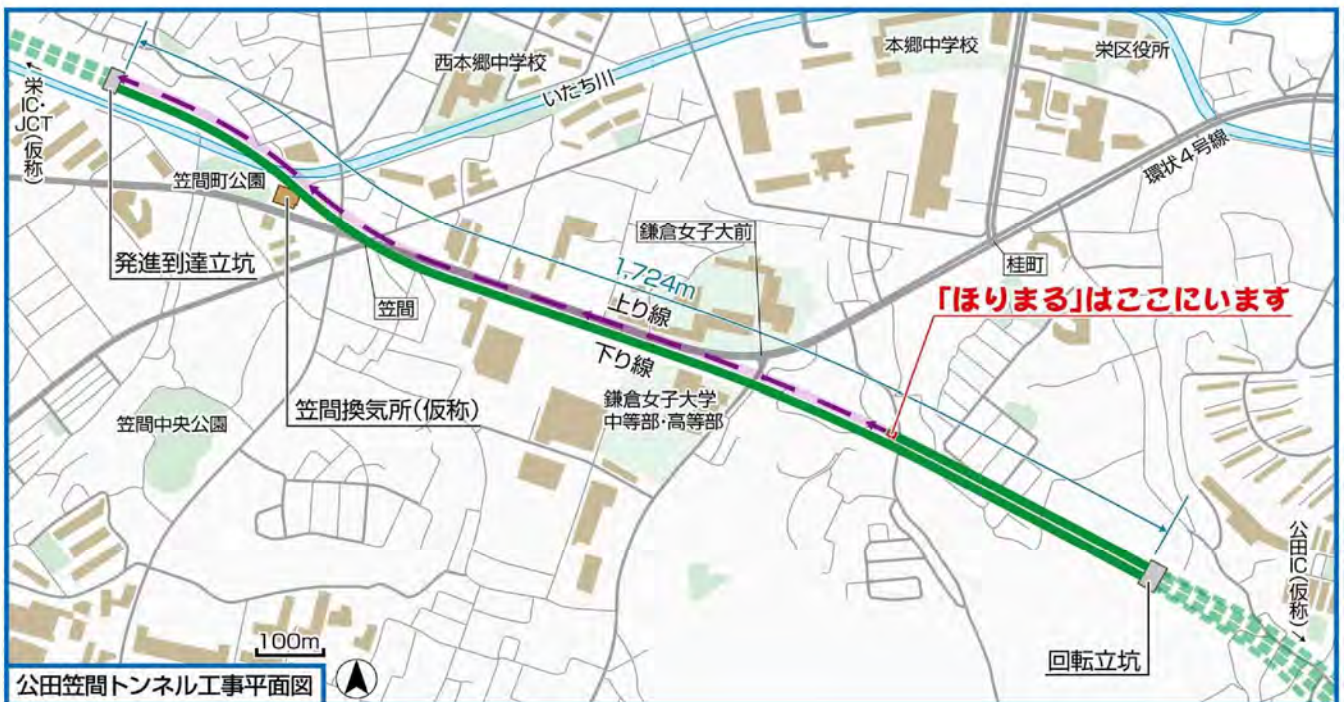 本郷中学校
栄区役所
西本郷中学校
← 栄IC・JCT(仮称)
いたち川
環状4号線
笠間町公園
鎌倉女子大前
発進到達立坑
桂町
笠間
1,724m
上り線
「ほりまる」はここにいます
下り線
笠間換気所(仮称)
鎌倉女子大学
中等部・高等部
笠間中央公園
公田IC(仮称)→
100m
回転立坑
公田笠間トンネル工事平面図